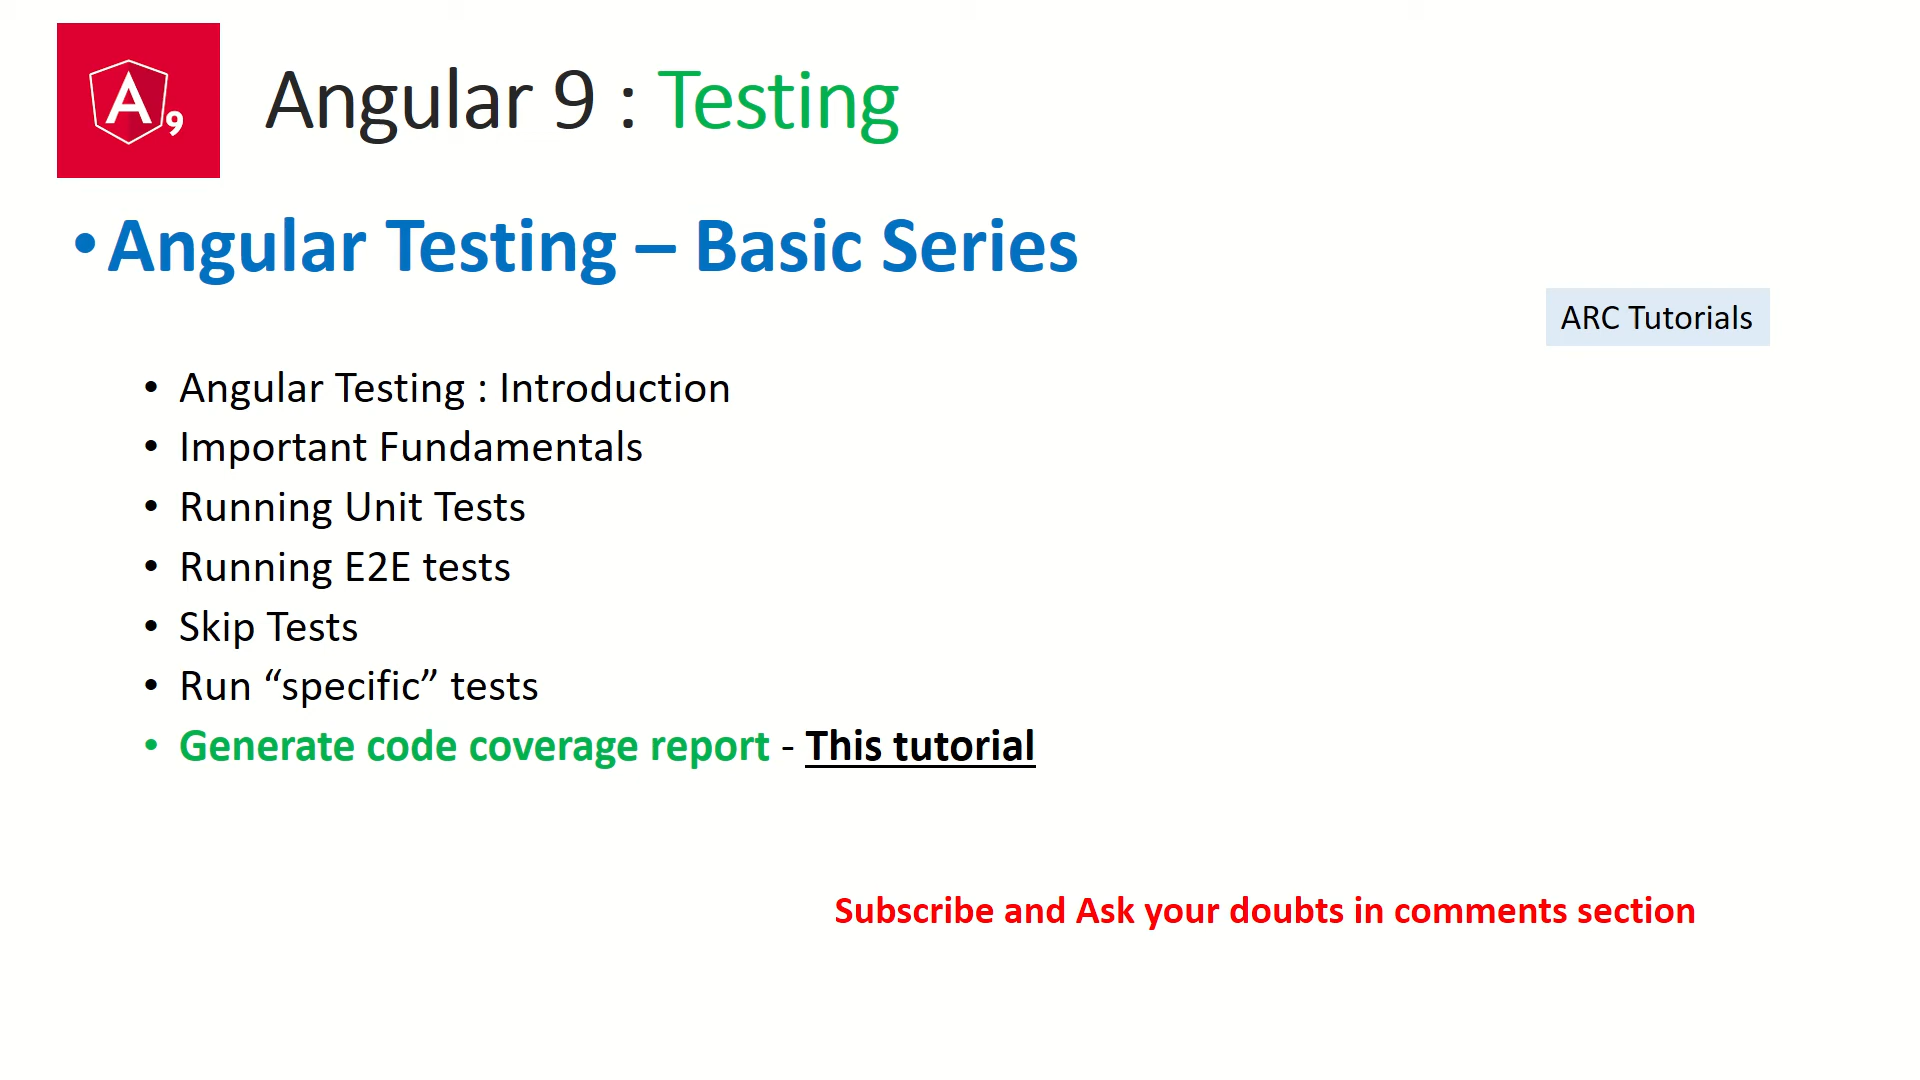 A9
Angular 9 : Testing
•Angular Testing – Basic Series
ARC Tutorials
• Angular Testing : Introduction
• Important Fundamentals
• Running Unit Tests
• Running E2E tests
• Skip Tests
• Run “specific” tests
• Generate code coverage report - This tutorial
Subscribe and Ask your doubts in comments section